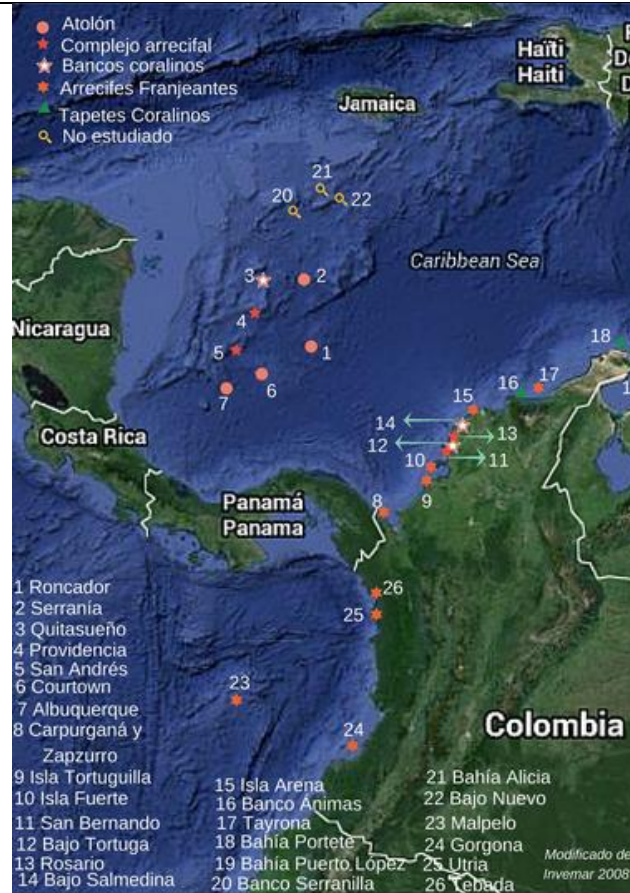 Atolón
Complejo arrecifal
Bancos coralinos
Arrecifes Franjeantes
Tapetes Coralinos
No estudiado
Haïti
Haiti
Jamaica
21
20
22
Caribbean Sea
3
2
4
Nicaragua
1
5
18
6
7
16
17
15
14
13
12
11
10
9
Costa Rica
Panamá
Panama
8
26
25
23
24
Colombia
1 Roncador
2 Serranía
3 Quitasueño
4 Providencia
5 San Andrés
6 Courtown
7 Albuquerque
8 Carpurganá y
Zapzurro
9 Isla Tortuguilla
10 Isla Fuerte
11 San Bernando
12 Bajo Tortuga
13 Rosario
14 Bajo Salmedina
15 Isla Arena
16 Banco Animas
17 Tayrona
18 Bahía Portete
19 Bahía Puerto López
20 Banco Serranilla
21 Bahía Alicia
22 Bajo Nuevo
23 Malpelo
24 Gorgona
25 Utria
26 Tebada
Modificado de
Invemar 2008